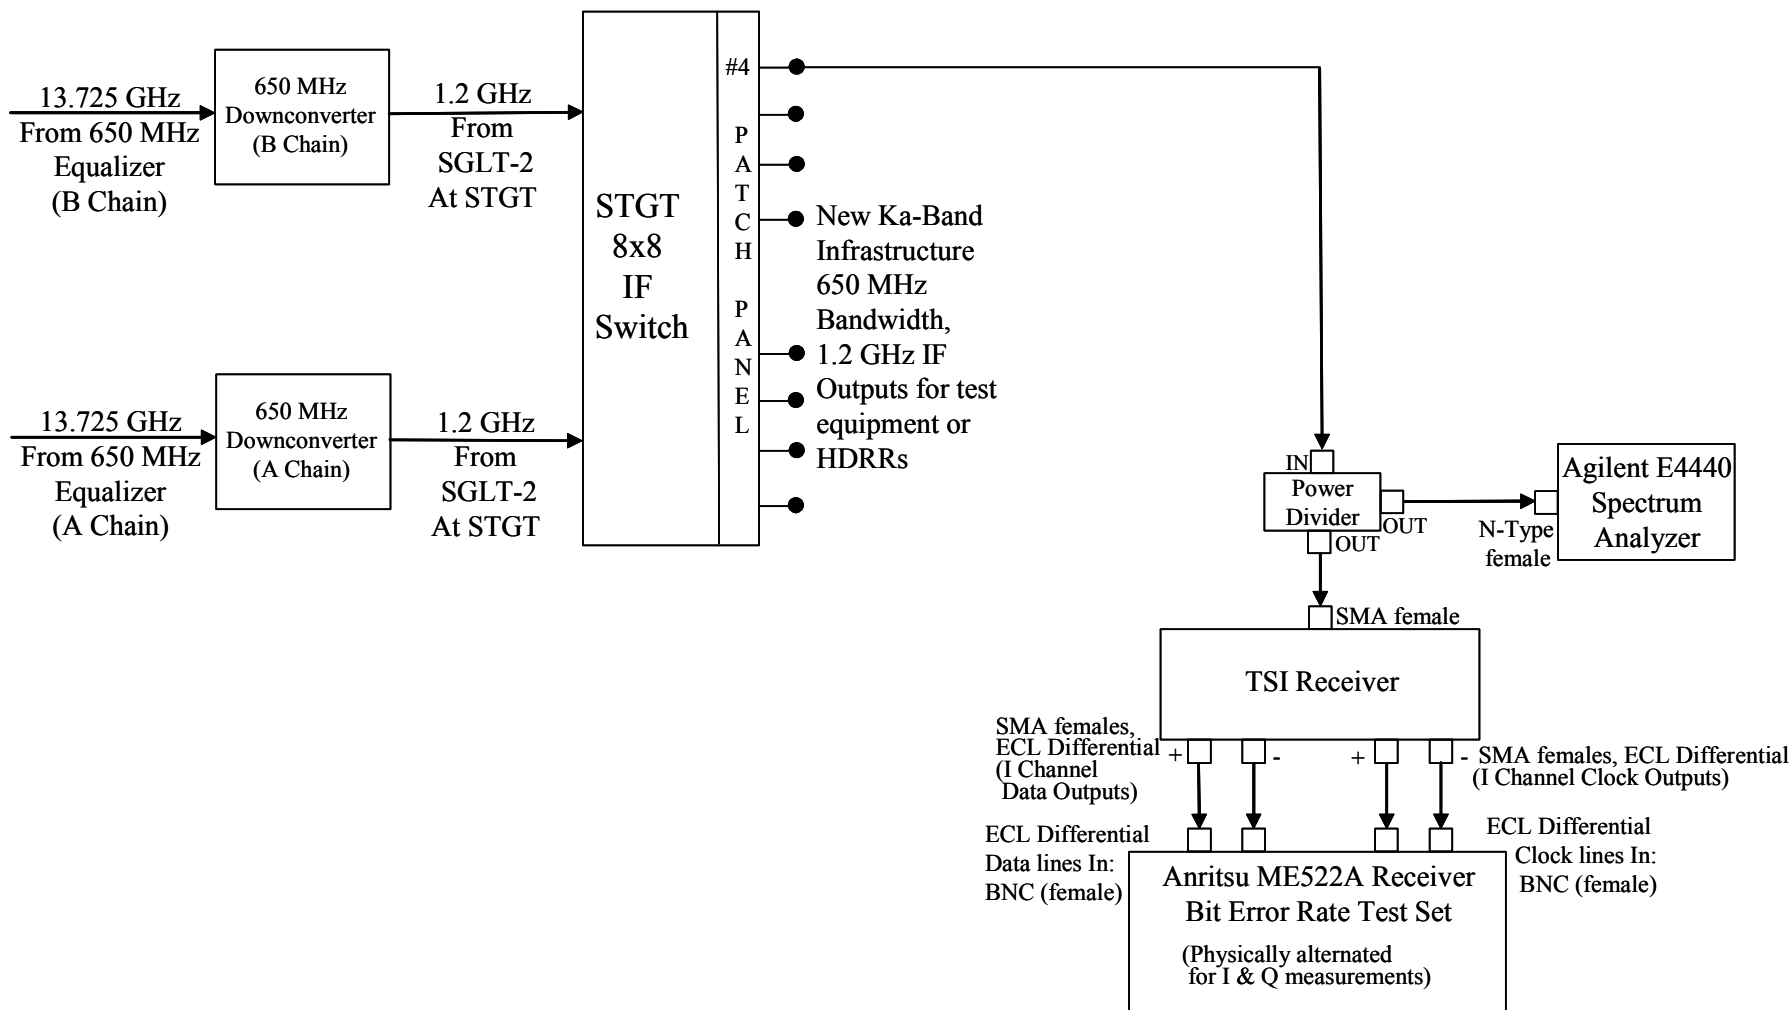 13.725 GHz
From 650 MHz
Equalizer
(B Chain)
650 MHz
Downconverter
(B Chain)
1.2 GHz
From
SGLT-2
At STGT
13.725 GHz
From 650 MHz
Equalizer
(A Chain)
650 MHz
Downconverter
(A Chain)
1.2 GHz
From
SGLT-2
At STGT
STGT
8x8
IF
Switch
#4
P
A
T
C
H
P
A
N
E
L
New Ka-Band
Infrastructure
650 MHz
Bandwidth,
1.2 GHz IF
Outputs for test
equipment or
HDRRs
IN
Power
Divider
OUT
OUT
N-Type
female
Agilent E4440
Spectrum
Analyzer
SMA female
TSI Receiver
SMA females,
ECL Differential
(I Channel
Data Outputs)
+
-
+
-
SMA females, ECL Differential
(I Channel Clock Outputs)
ECL Differential
Data lines In:
BNC (female)
ECL Differential
Clock lines In:
BNC (female)
Anritsu ME522A Receiver
Bit Error Rate Test Set
(Physically alternated
for I & Q measurements)